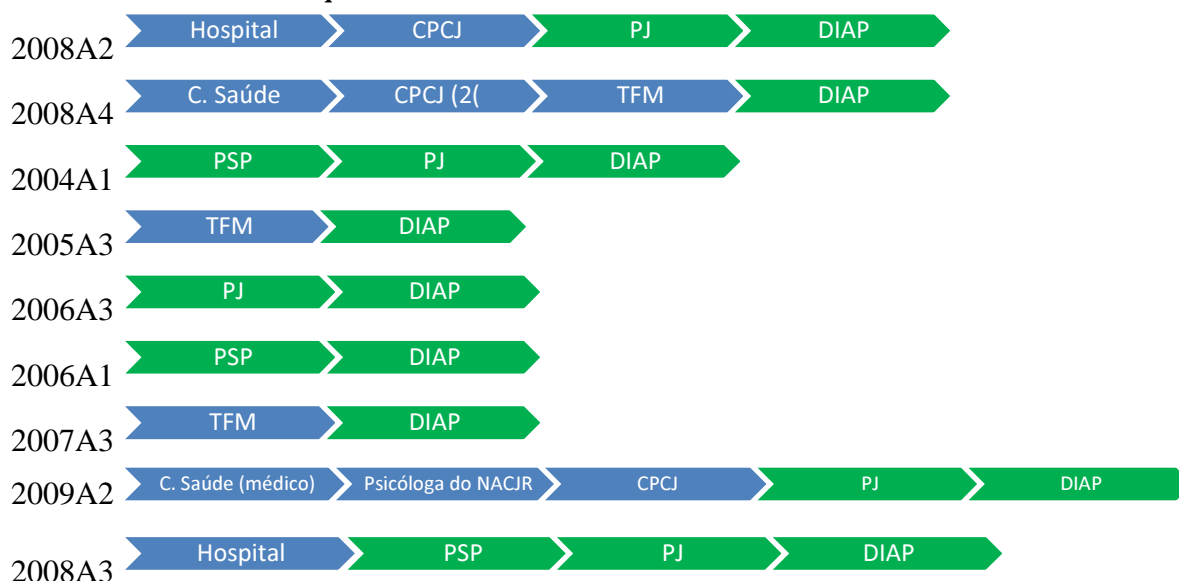 2008A2 Hospital CPCJ PJ DIAP
2008A4 C. Saúde CPCJ (2( TFM DIAP
2004A1 PSP PJ DIAP
2005A3 TFM DIAP
2006A3 PJ DIAP
2006A1 PSP DIAP
2007A3 TFM DIAP
2009A2 C. Saúde (médico) Psicóloga do NACJR CPCJ PJ DIAP
2008A3 Hospital PSP PJ DIAP